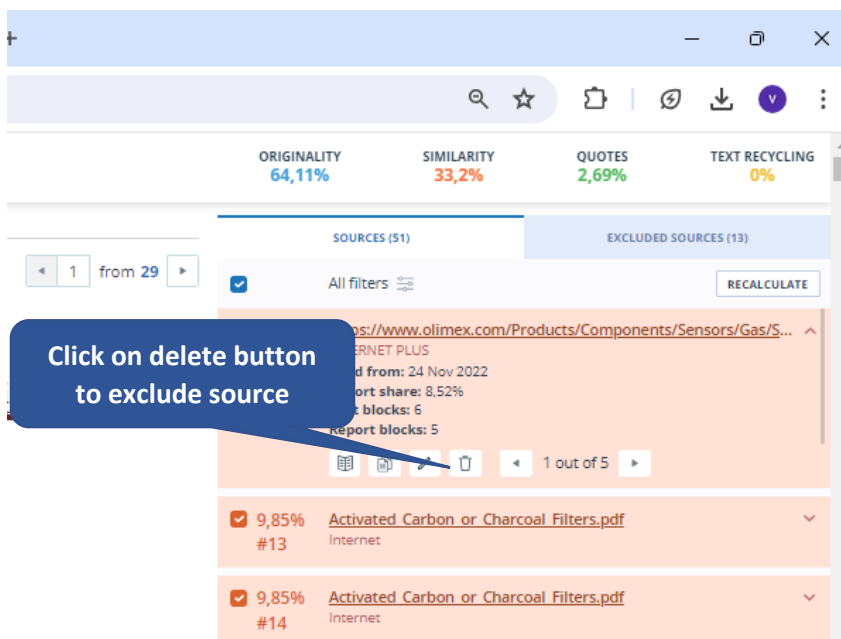 V
ORIGINALITY SIMILARITY QUOTES TEXT RECYCLING
64,11% 33,2% 2,69% 0%
SOURCES (51) EXCLUDED SOURCES (13)
1 from 29
All filters RECALCULATE
ps://www.olimex.com/Products/Components/Sensors/Gas/S...
ERNET PLUS
d from: 24 Nov 2022
ort share: 8,52%
t blocks: 6
Report blocks: 5
Click on delete button
to exclude source
1 out of 5
9,85% Activated Carbon or Charcoal Filters.pdf
#13 Internet
9,85% Activated Carbon or Charcoal Filters.pdf
#14 Internet